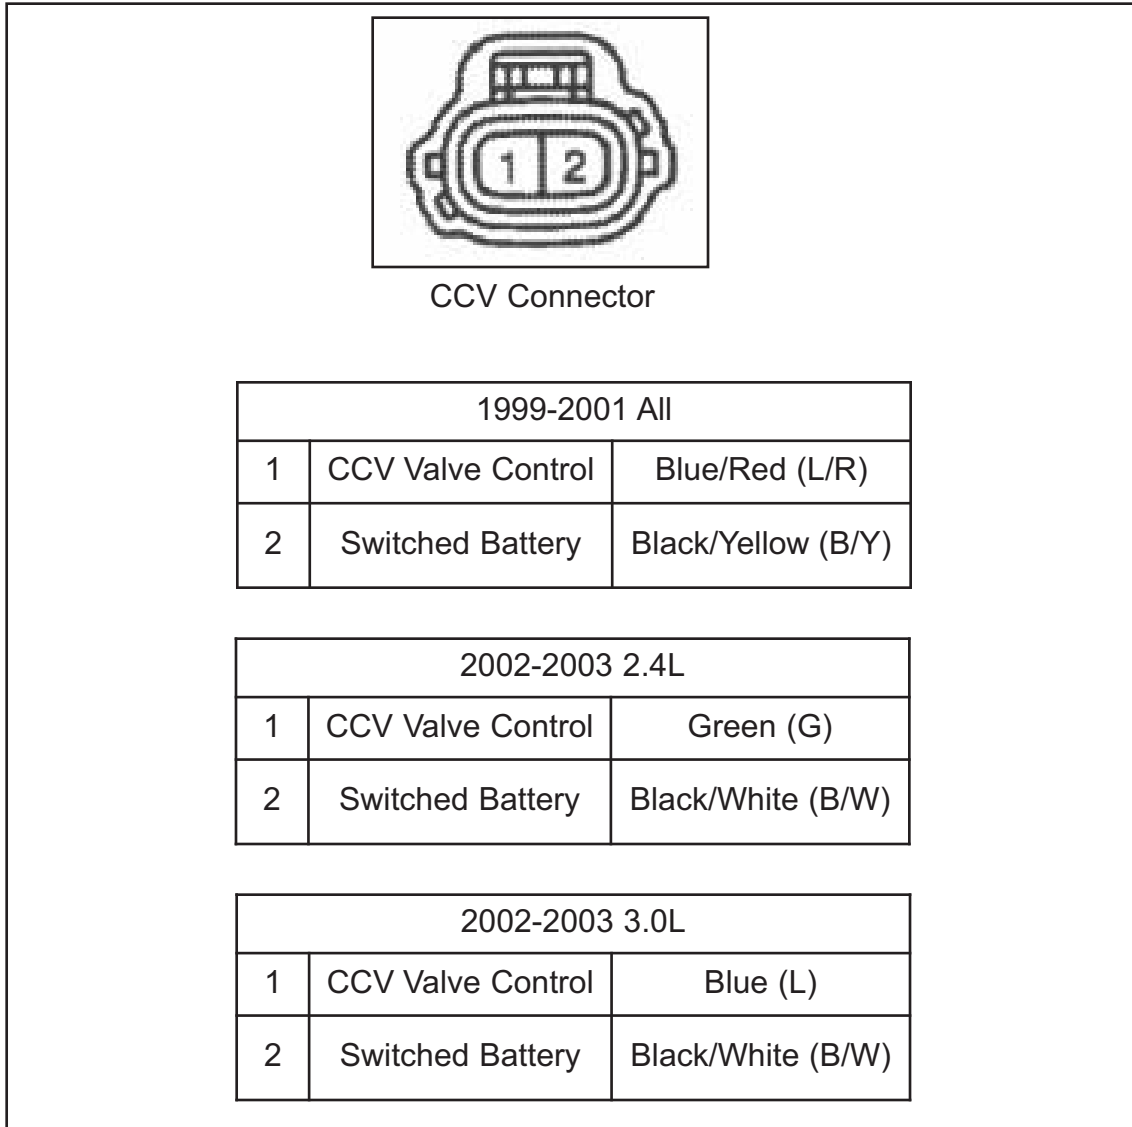 1 2
CCV Connector
1999-2001 All
1 CCV Valve Control Blue/Red (L/R)
2 Switched Battery Black/Yellow (B/Y)
2002-2003 2.4L
1 CCV Valve Control Green (G)
2 Switched Battery Black/White (B/W)
2002-2003 3.0L
1 CCV Valve Control Blue (L)
2 Switched Battery Black/White (B/W)